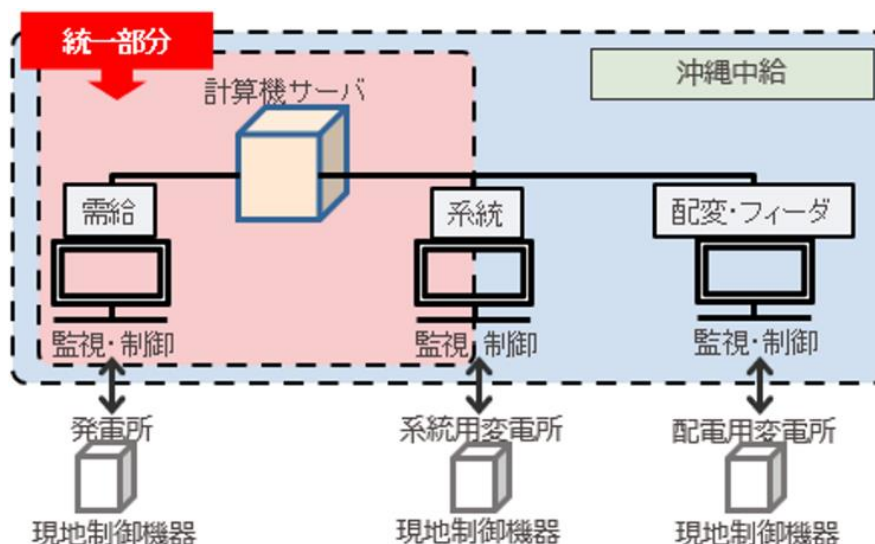 統一部分
計算機サーバ
沖縄中給
需給
系統
配変・フィーダ
監視・制御
監視・制御
監視・制御
発電所
系統用変電所
配電用変電所
現地制御機器
現地制御機器
現地制御機器